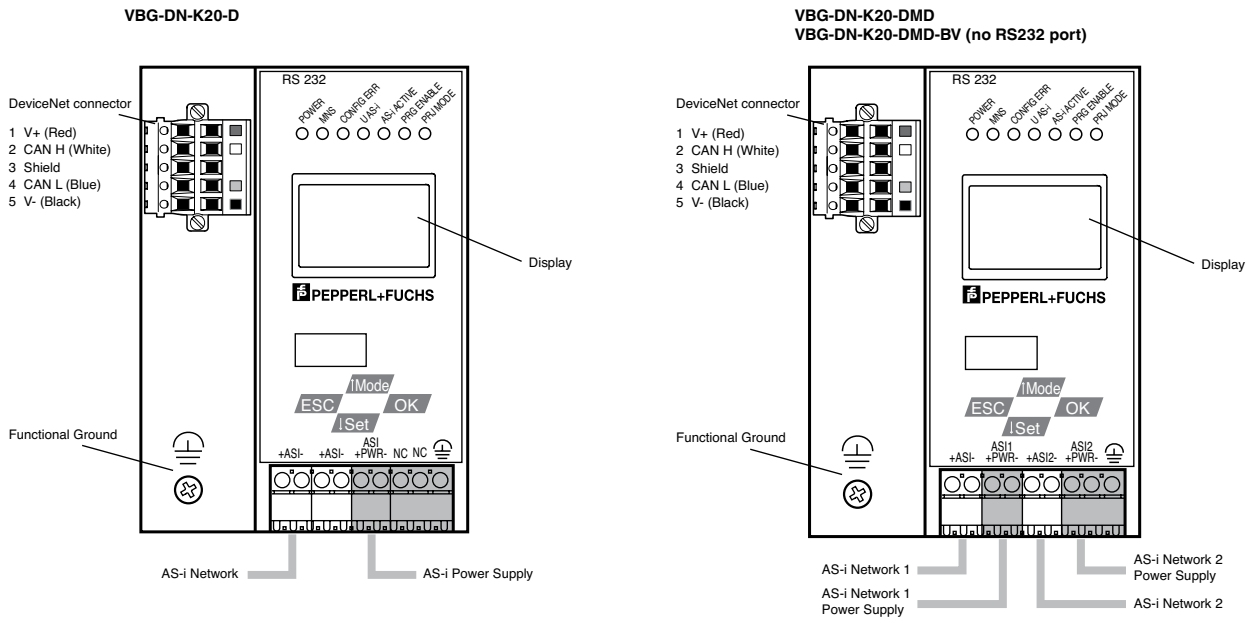 VBG-DN-K20-D
RS 232
POWER
MNS
CONFIG ERR
U AS-i
AS-i ACTIVE
PRG ENABLE
PRJ MODE
DeviceNet connector
1 V+ (Red)
2 CAN H (White)
3 Shield
4 CAN L (Blue)
5 V- (Black)
Display
PEPPERL+FUCHS
↑Mode
ESC
OK
↓Set
Functional Ground
+ASI-
+ASI-
ASI
+PWR-
NC
NC
AS-i Network
AS-i Power Supply
VBG-DN-K20-DMD
VBG-DN-K20-DMD-BV (no RS232 port)
RS 232
POWER
MNS
CONFIG ERR
U AS-i
AS-i ACTIVE
PRG ENABLE
PRJ MODE
DeviceNet connector
1 V+ (Red)
2 CAN H (White)
3 Shield
4 CAN L (Blue)
5 V- (Black)
Display
PEPPERL+FUCHS
↑Mode
ESC
OK
↓Set
Functional Ground
+ASI-
ASI1
+PWR-
+ASI2-
ASI2
+PWR-
AS-i Network 1
AS-i Network 1
Power Supply
AS-i Network 2
Power Supply
AS-i Network 2